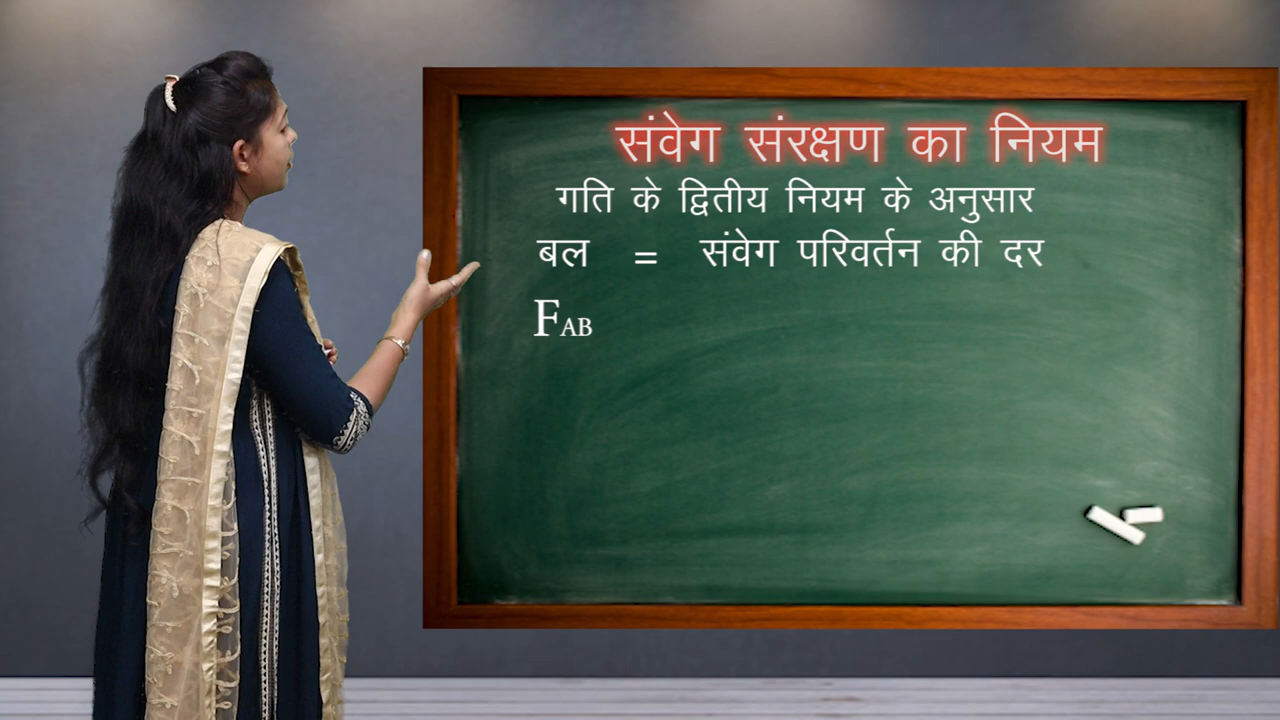 संवेग संरक्षण का नियम
गति के द्वितीय नियम के अनुसार
बल = संवेग परिवर्तन की दर
FAB